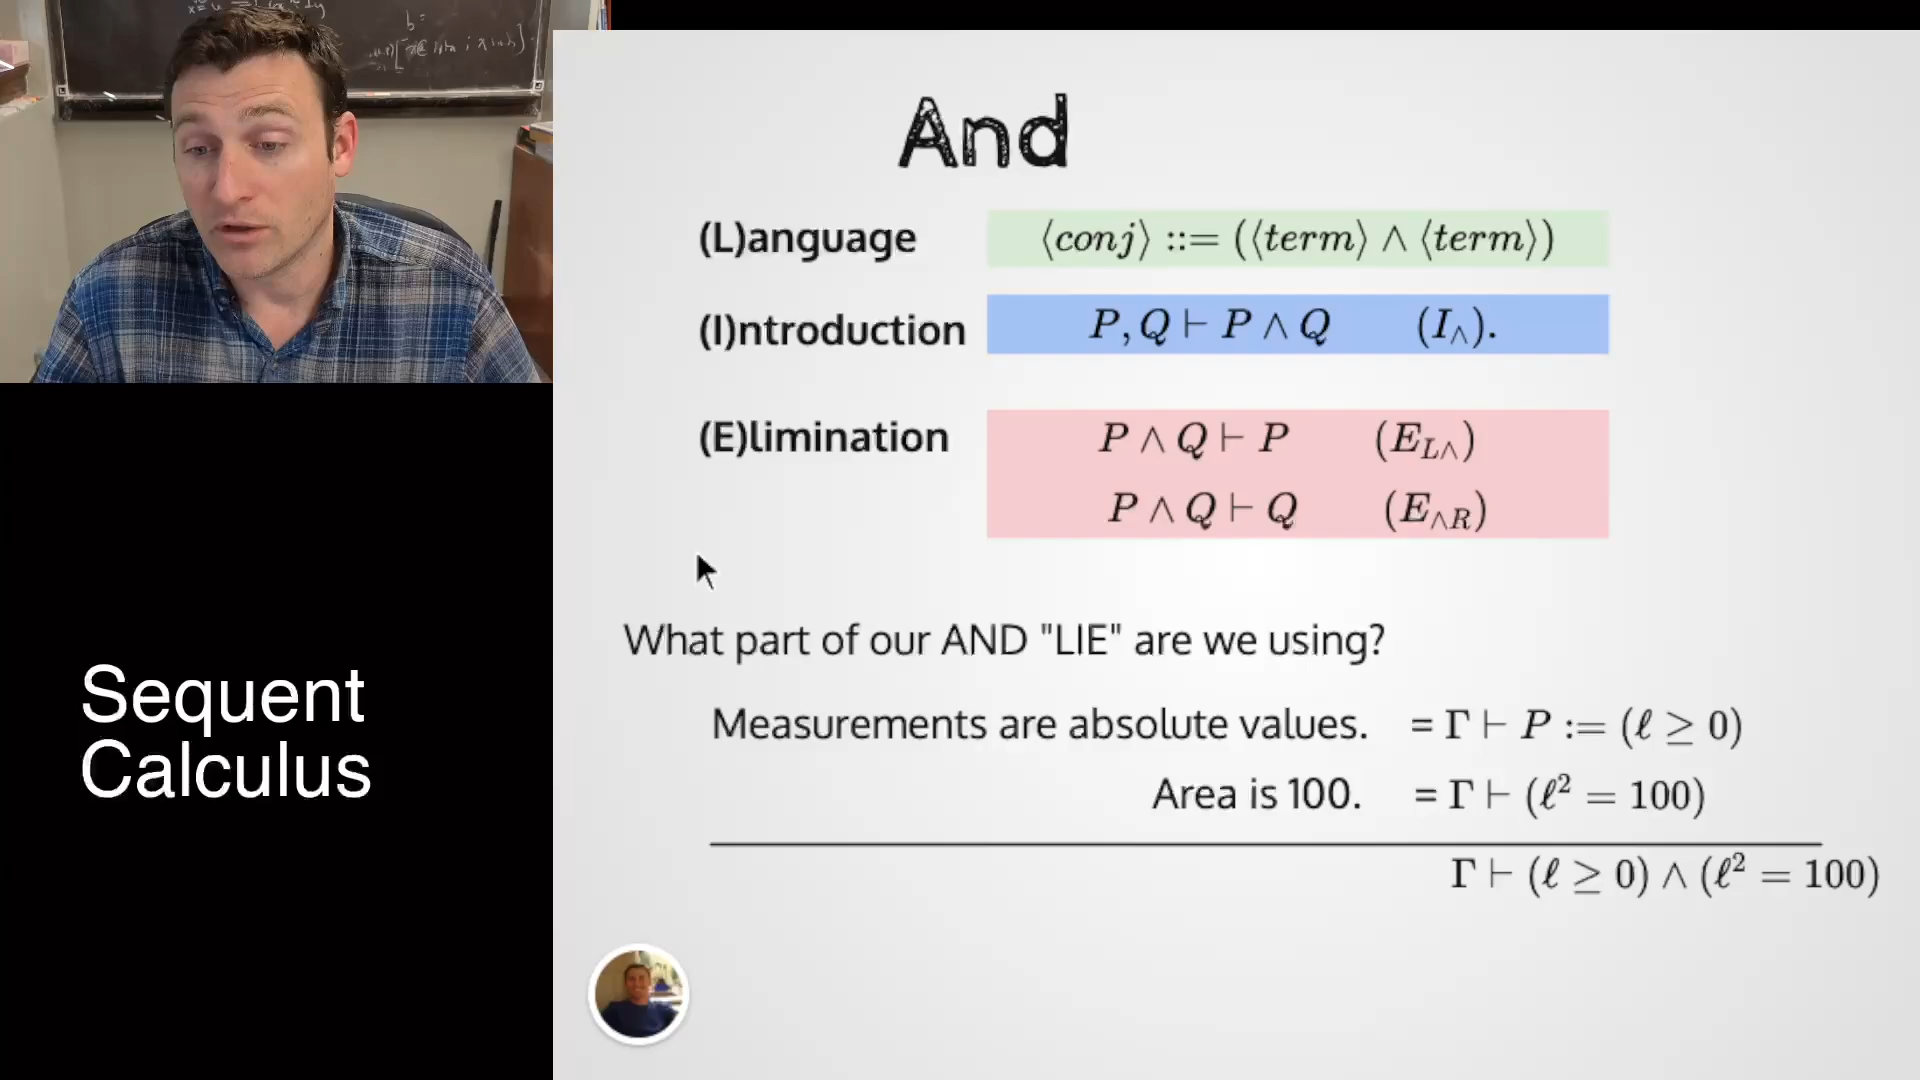 And
(L)anguage ⟨conj⟩ ::= (⟨term⟩ ∧ ⟨term⟩)
(I)ntroduction P, Q ⊢ P ∧ Q (I∧).
(E)limination P ∧ Q ⊢ P (E_{L∧})
P ∧ Q ⊢ Q (E_{∧R})
What part of our AND "LIE" are we using?
Measurements are absolute values. = Γ ⊢ P := (ℓ ≥ 0)
Area is 100. = Γ ⊢ (ℓ² = 100)
Γ ⊢ (ℓ ≥ 0) ∧ (ℓ² = 100)
Sequent
Calculus